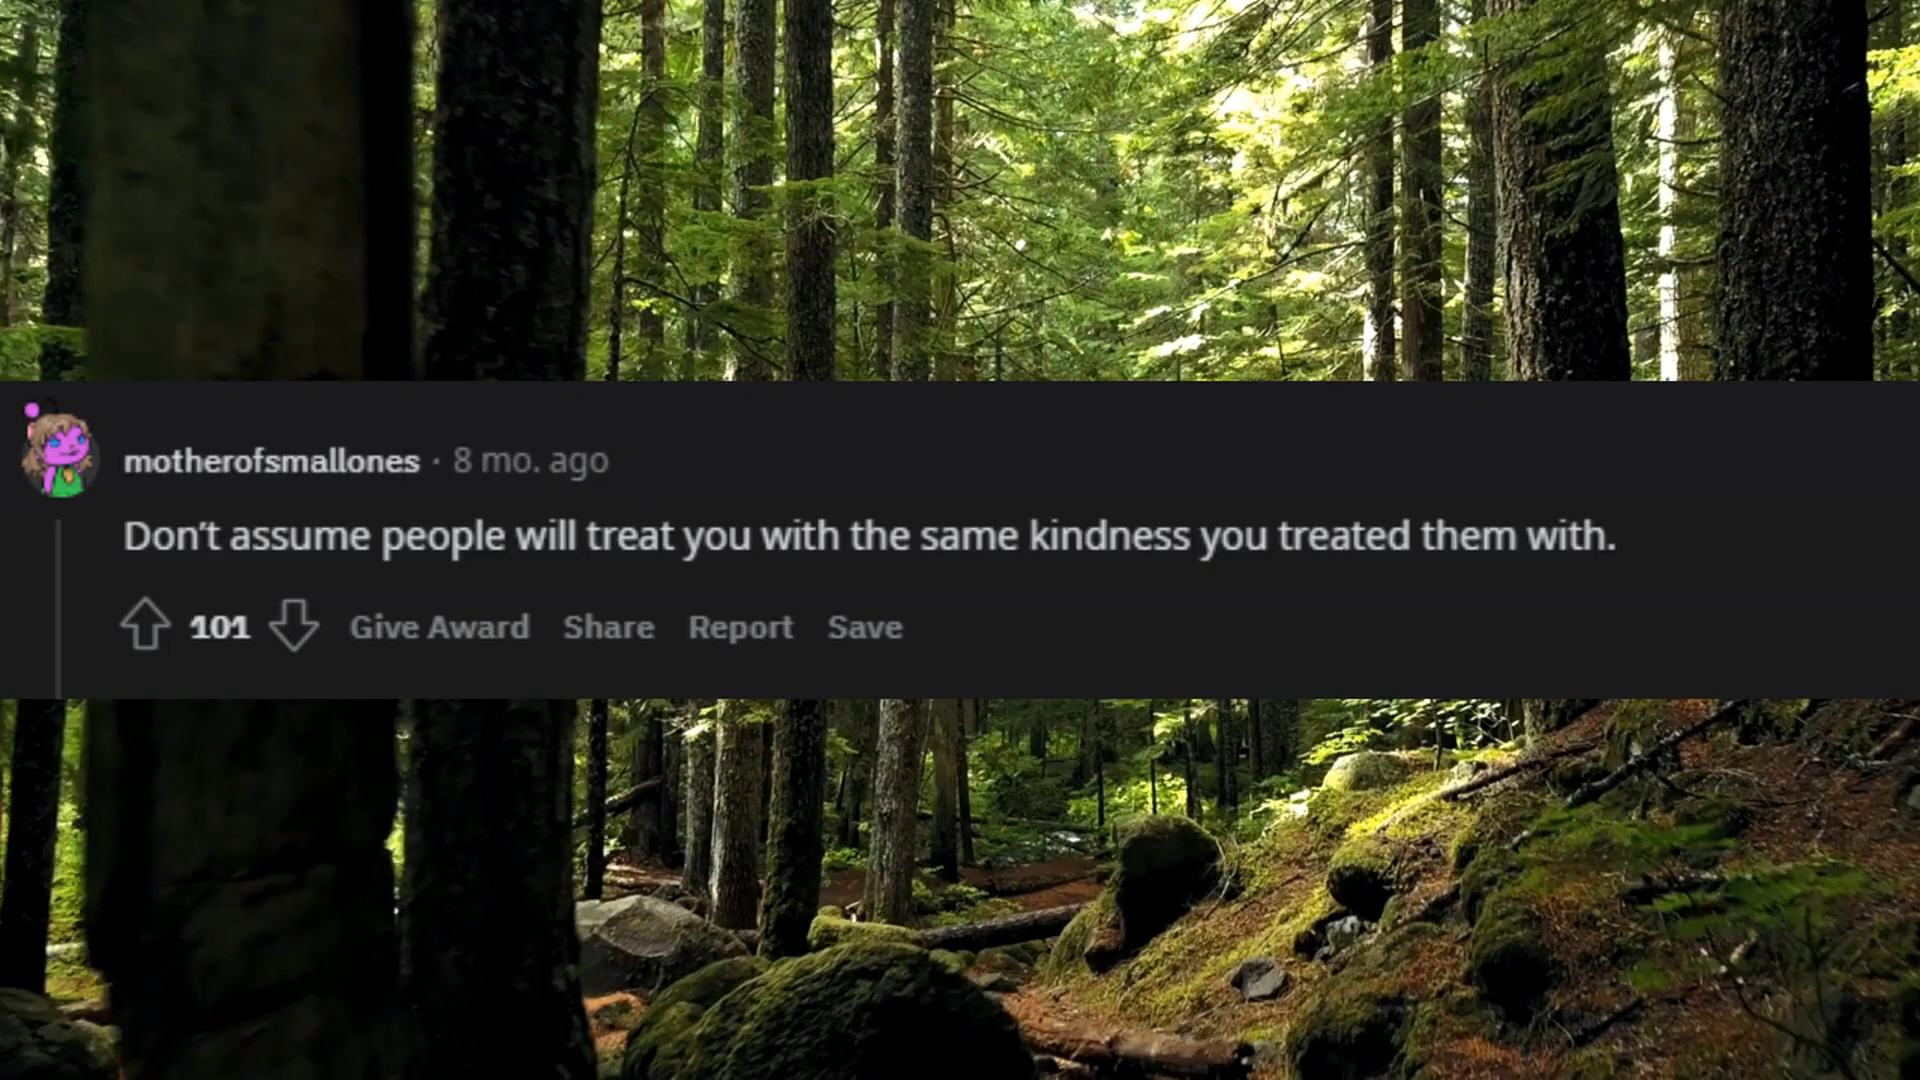 motherofsmallones · 8 mo. ago
Don’t assume people will treat you with the same kindness you treated them with.
101 Give Award Share Report Save